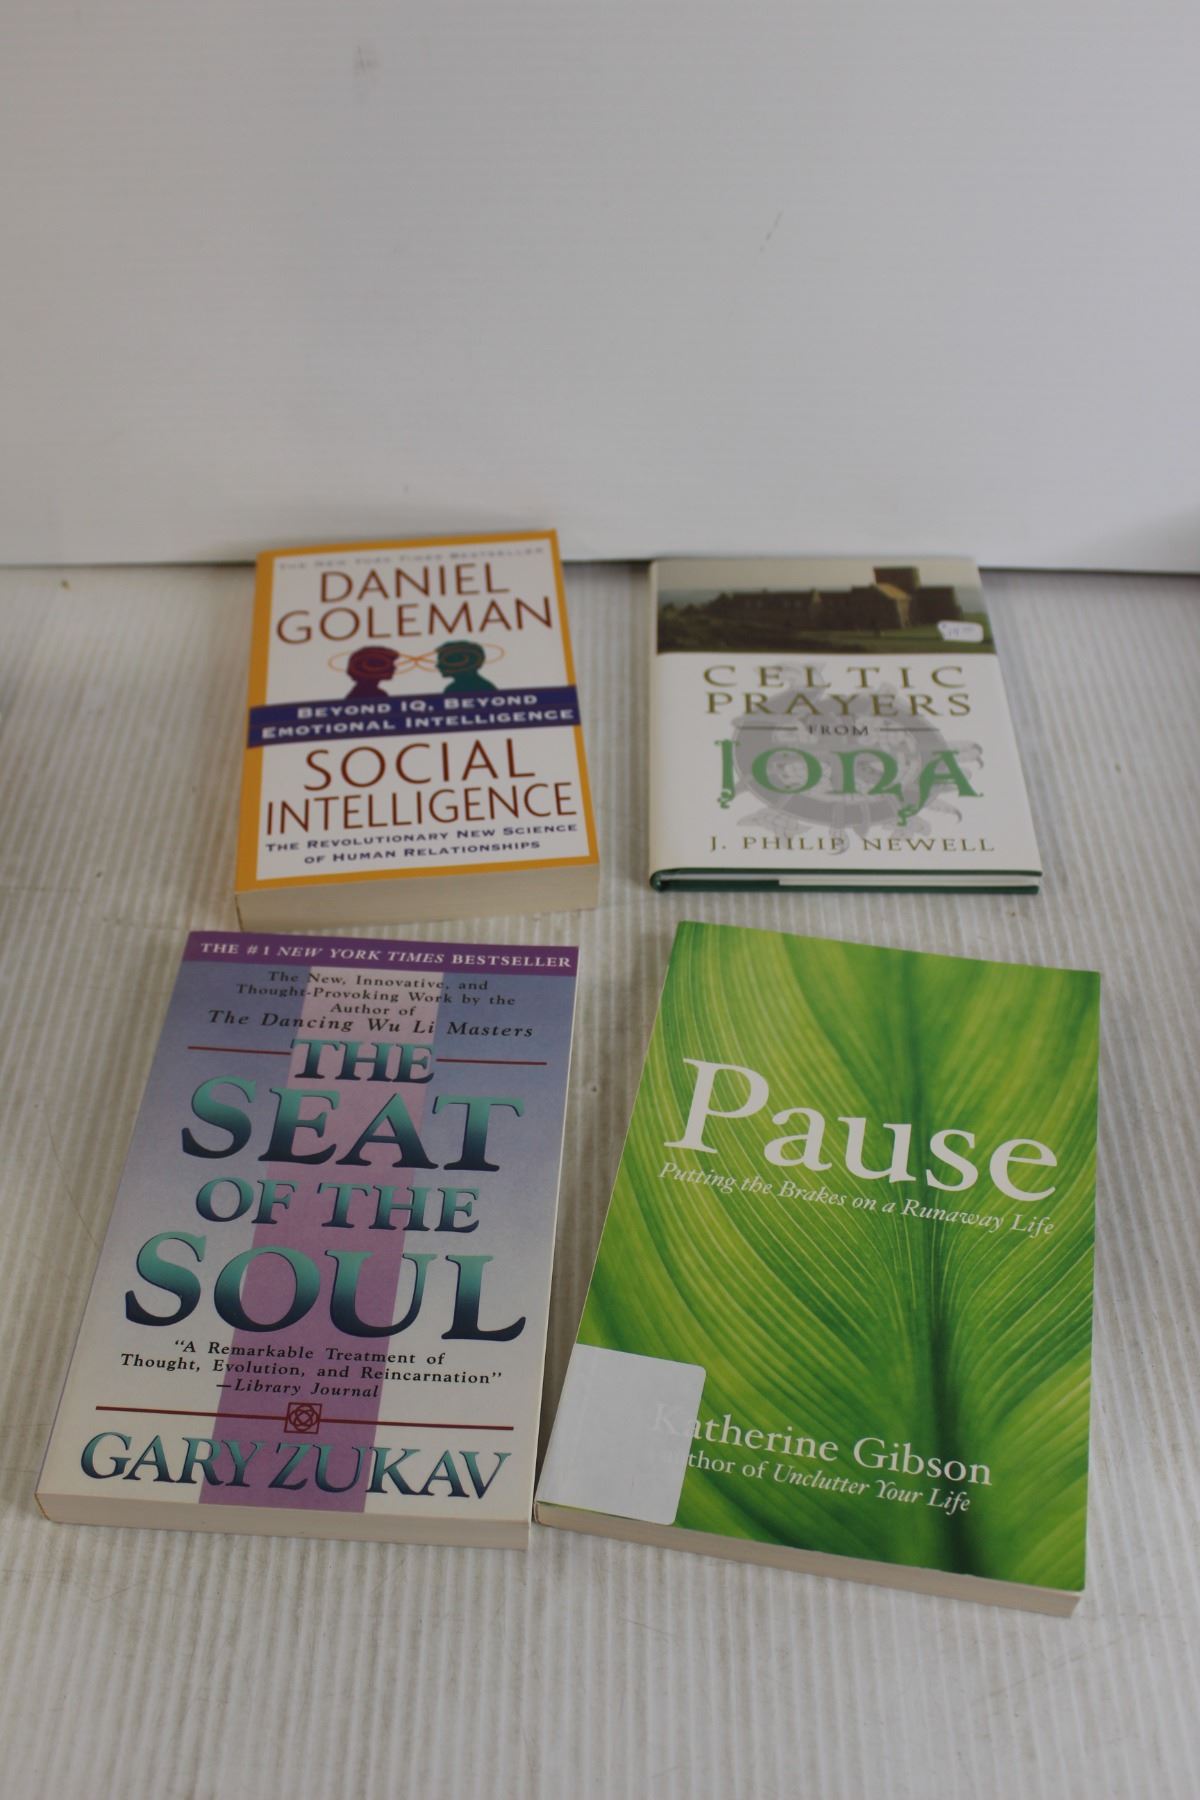 THE NEW YORK TIMES BESTSELLER
DANIEL
GOLEMAN
BEYOND IQ, BEYOND
EMOTIONAL INTELLIGENCE
SOCIAL
INTELLIGENCE
THE REVOLUTIONARY NEW SCIENCE
OF HUMAN RELATIONSHIPS
CELTIC
PRAYERS
FROM
IONA
J. PHILIP NEWELL
THE #1 NEW YORK TIMES BESTSELLER
The New, Innovative, and
Thought-Provoking Work by the
Author of
The Dancing Wu Li Masters
THE
SEAT
OF THE
SOUL
"A Remarkable Treatment of
Thought, Evolution, and Reincarnation"
—Library Journal
GARY ZUKAV
Pause
Putting the Brakes on a Runaway Life
Katherine Gibson
author of Unclutter Your Life